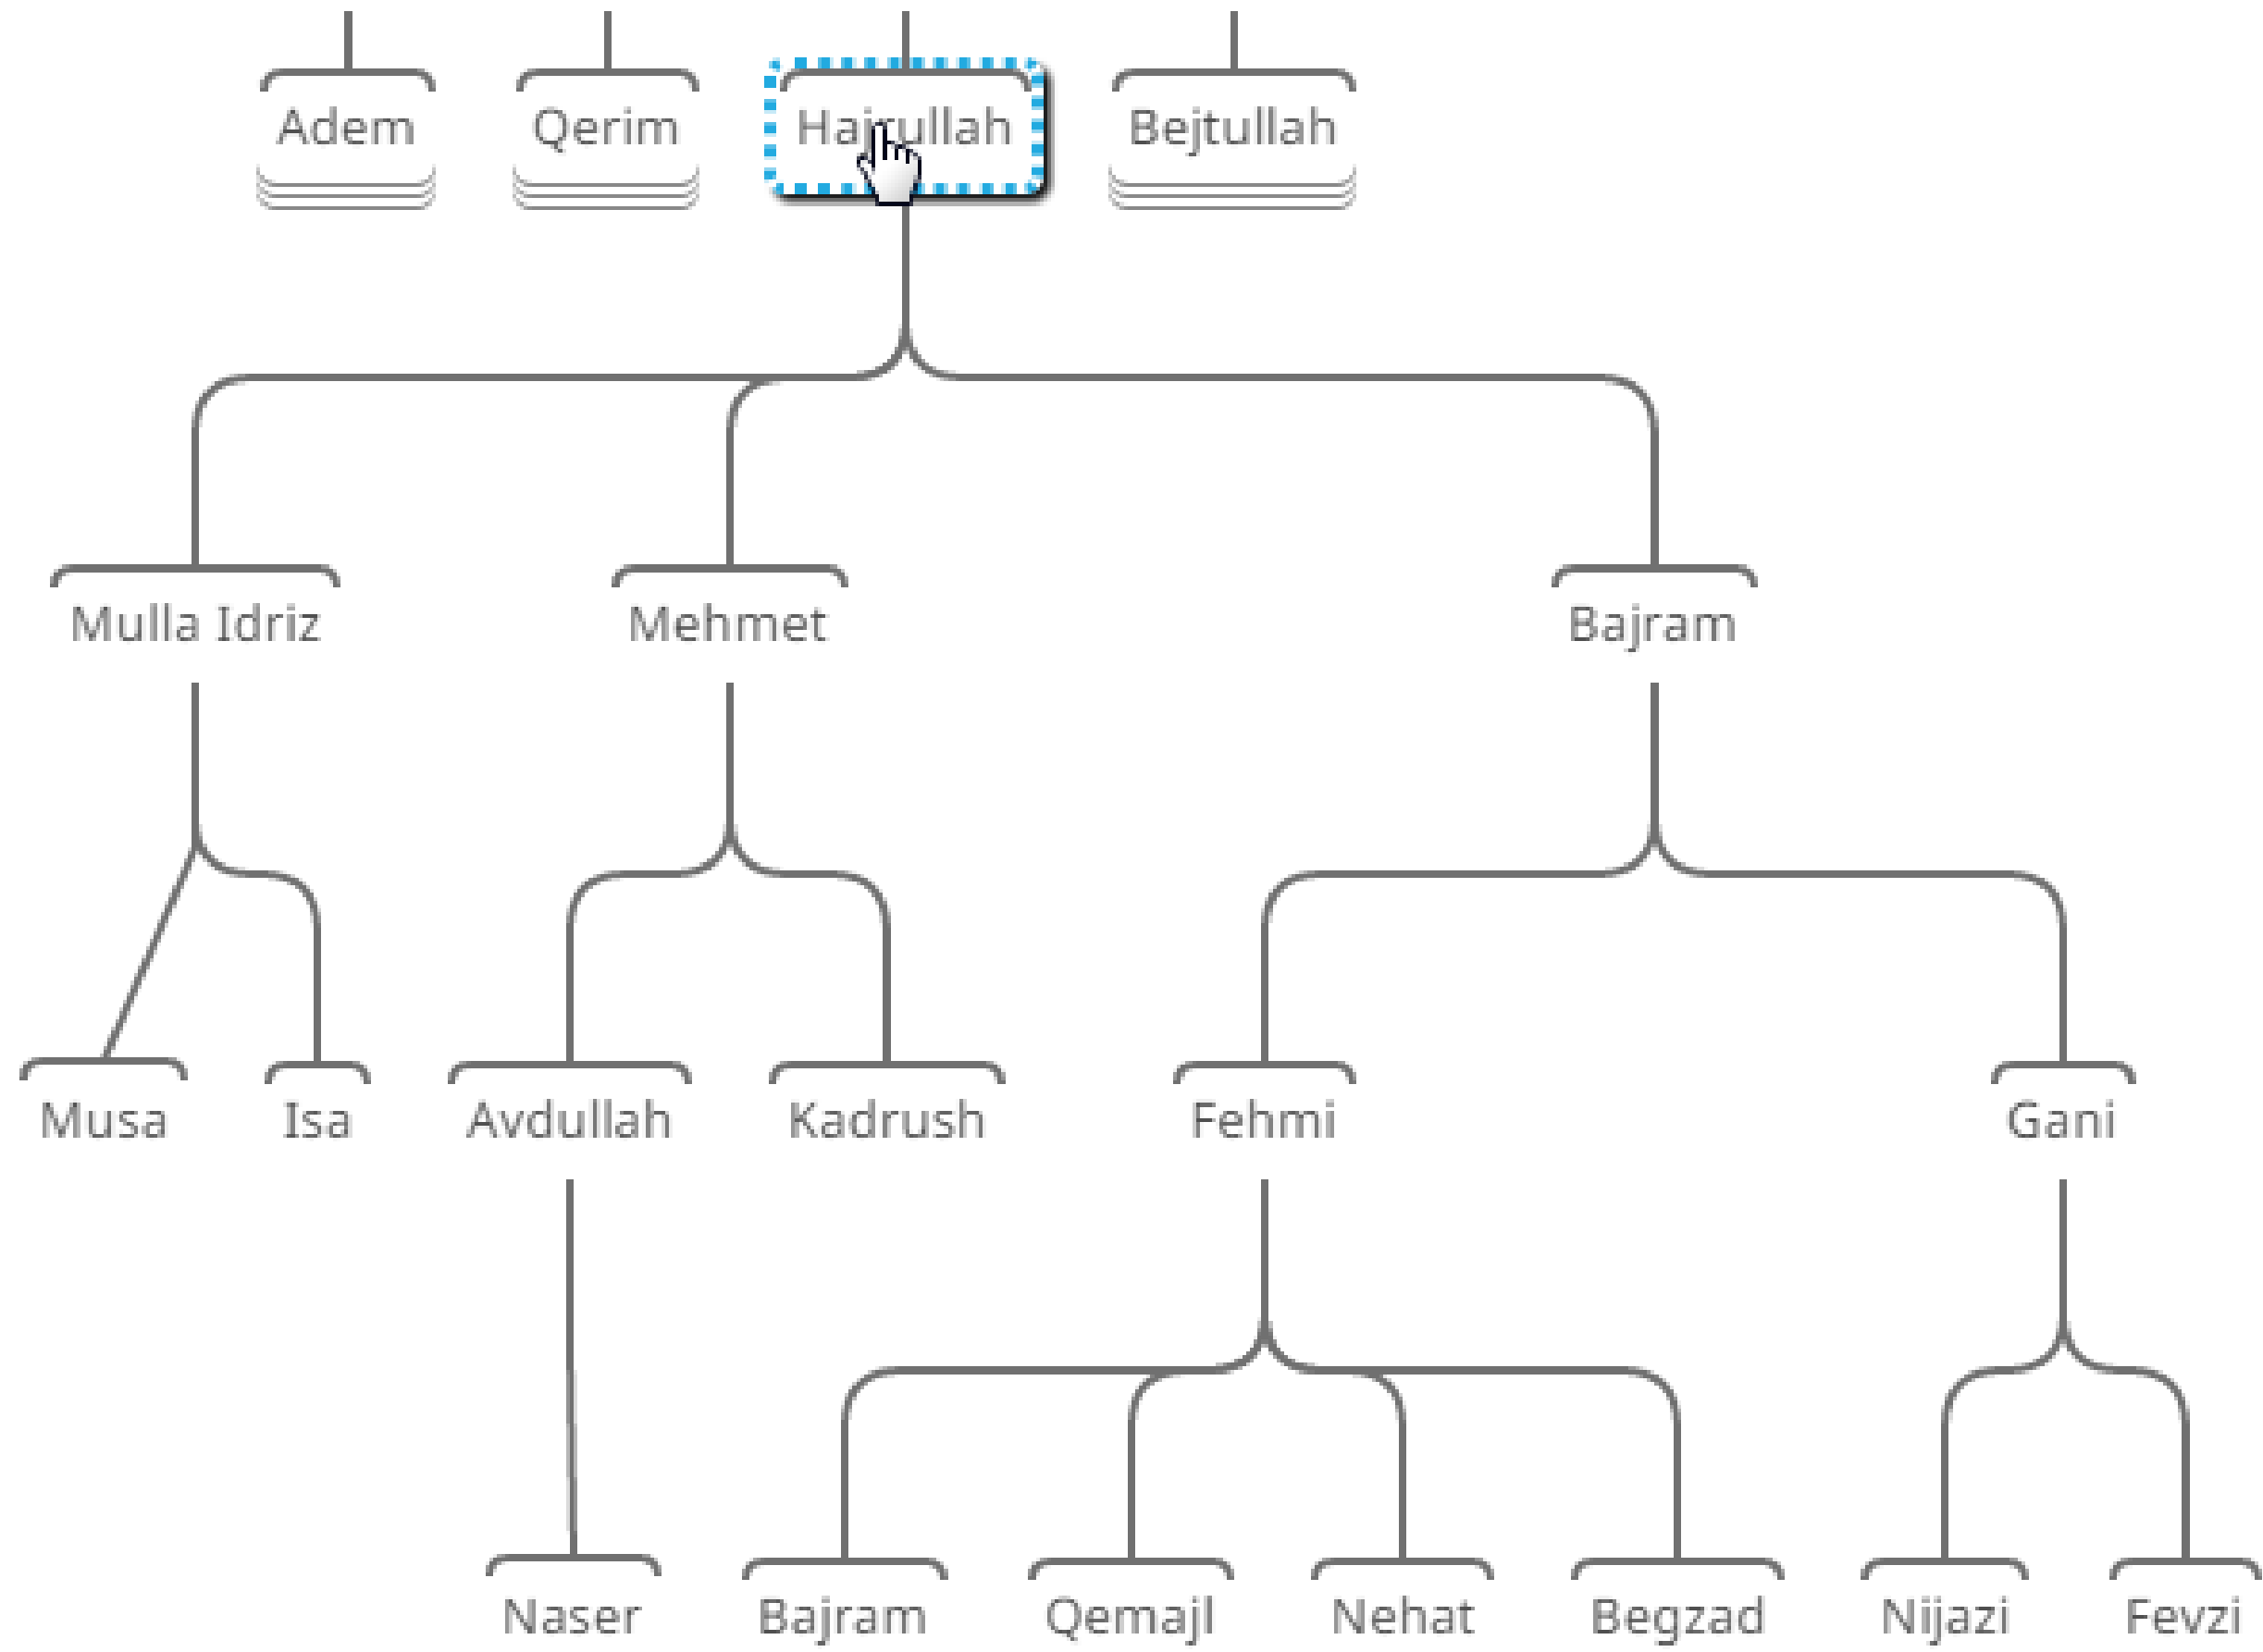 Adem Qerim Hajrullah Bejtullah
Mulla Idriz Mehmet Bajram
Musa Isa Avdullah Kadrush Fehmi Gani
Naser Bajram Qemajl Nehat Begzad Nijazi Fevzi